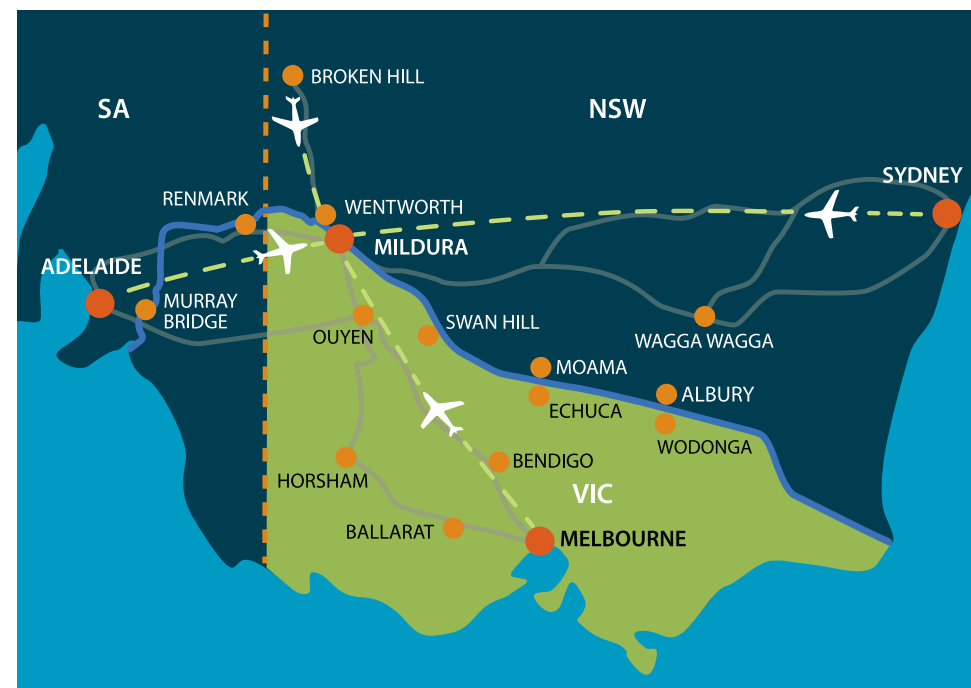 BROKEN HILL
SA
NSW
SYDNEY
RENMARK
WENTWORTH
MILDURA
ADELAIDE
MURRAY
BRIDGE
OUYEN
SWAN HILL
WAGGA WAGGA
MOAMA
ALBURY
ECHUCA
WODONGA
BENDIGO
HORSHAM
VIC
BALLARAT
MELBOURNE